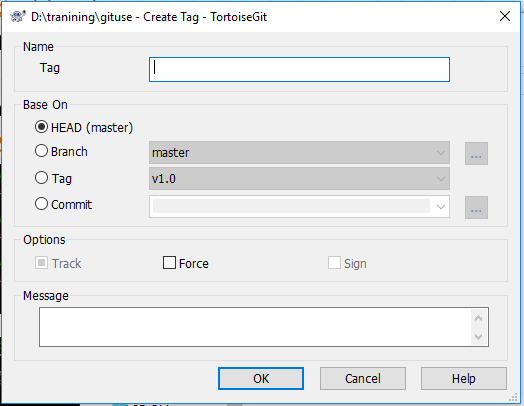 D:\tranining\gituse - Create Tag - TortoiseGit
Name
Tag
Base On
HEAD (master)
Branch master ...
Tag v1.0
Commit ...
Options
Track Force Sign
Message
OK Cancel Help